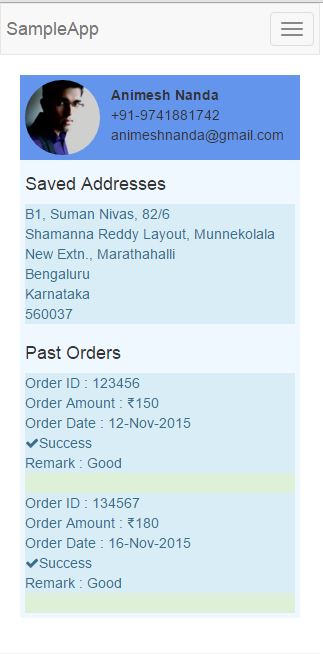 SampleApp
Animesh Nanda
+91-9741881742
animeshnanda@gmail.com
Saved Addresses
B1, Suman Nivas, 82/6
Shamanna Reddy Layout, Munnekolala
New Extn., Marathahalli
Bengaluru
Karnataka
560037
Past Orders
Order ID : 123456
Order Amount : ₹150
Order Date : 12-Nov-2015
✔Success
Remark : Good
Order ID : 134567
Order Amount : ₹180
Order Date : 16-Nov-2015
✔Success
Remark : Good